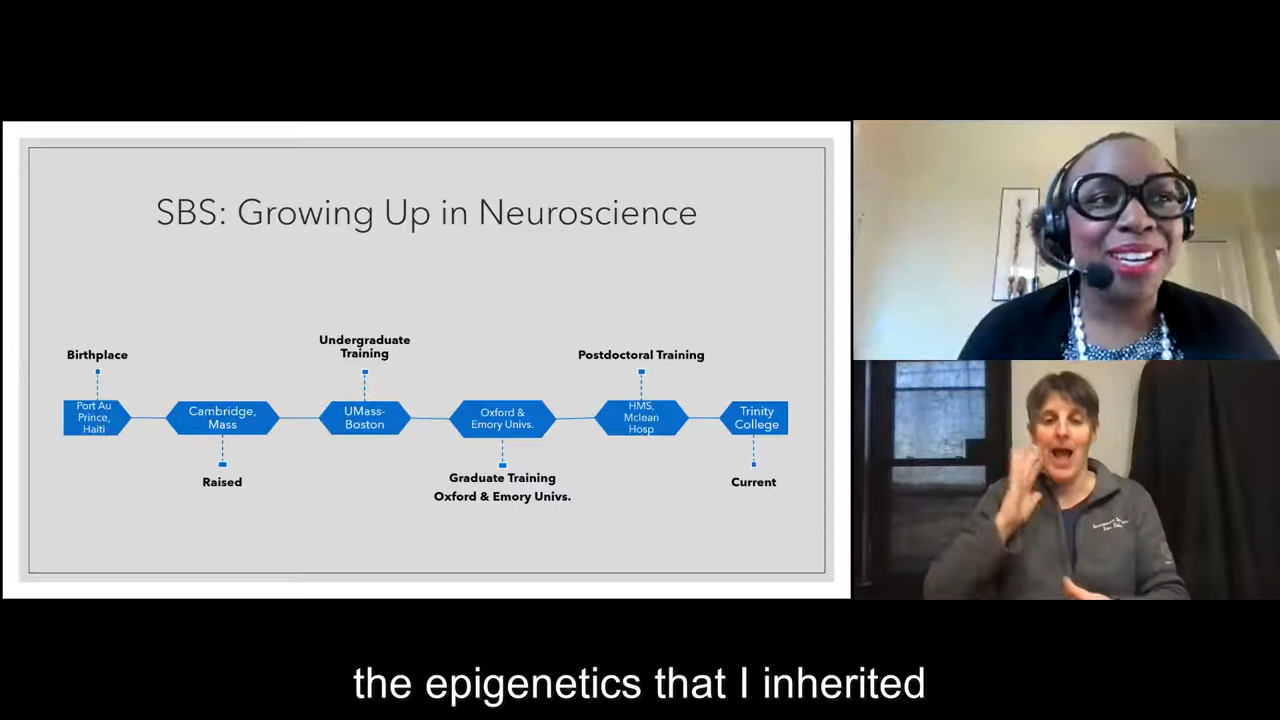 SBS: Growing Up in Neuroscience
Birthplace
Undergraduate
Training
Postdoctoral Training
Port Au
Prince,
Haiti
Cambridge,
Mass
UMass-
Boston
Oxford &
Emory Univs.
HMS,
Mclean
Hosp
Trinity
College
Raised
Graduate Training
Oxford & Emory Univs.
Current
the epigenetics that I inherited